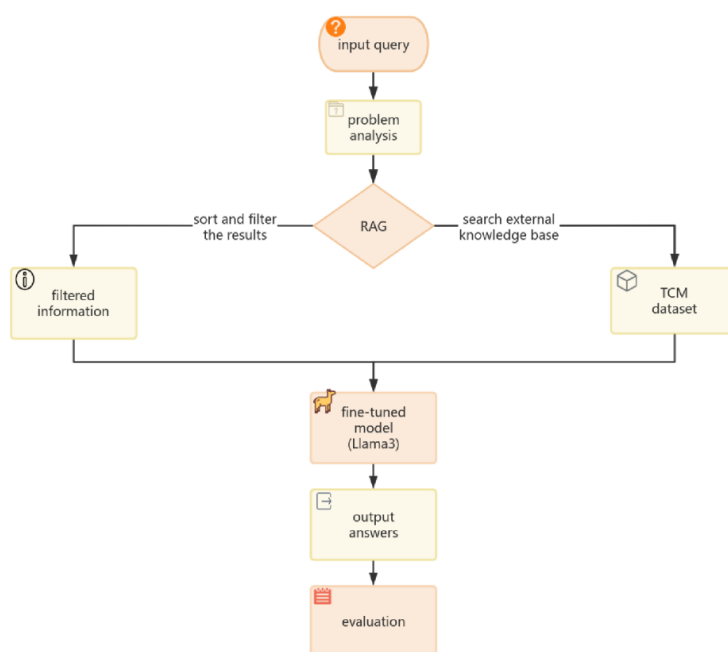 input query
problem
analysis
RAG
sort and filter
the results
search external
knowledge base
filtered
information
TCM
dataset
fine-tuned
model
(Llama3)
output
answers
evaluation